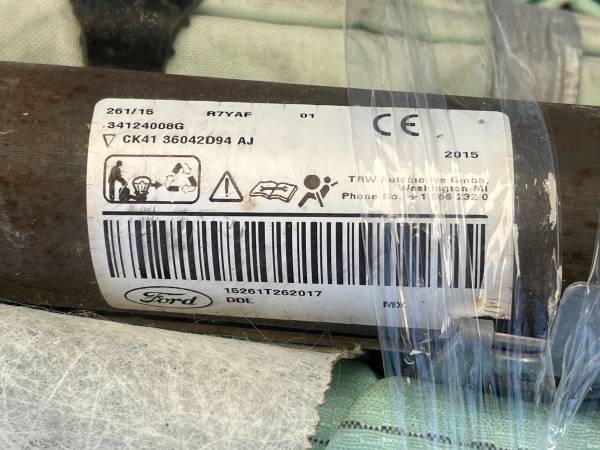 261/15 R7YAF 01
34124008G
CK41 36042D94 AJ
CE
2015
TRW Automotive Gmbh,
Washington-MI
Phone No.
Ford
15261T262017
DDL
MX